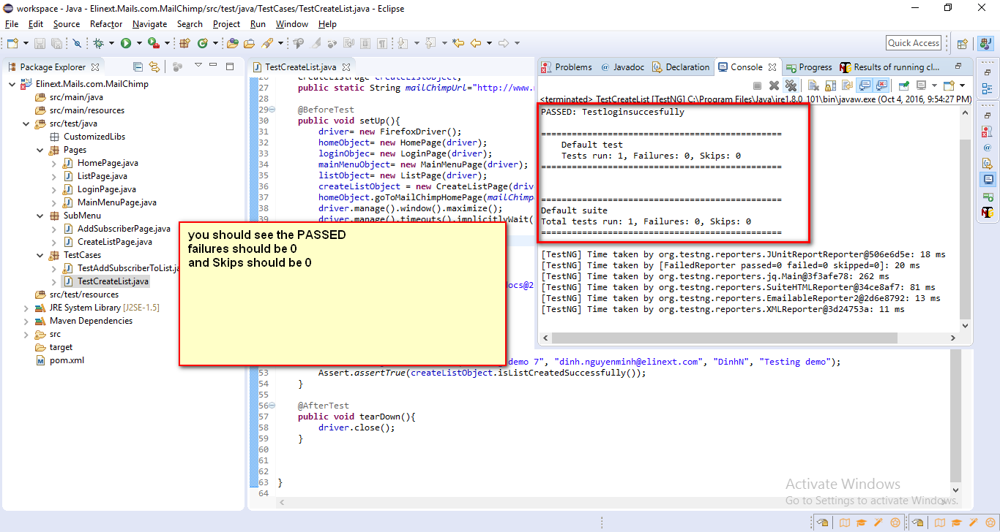 workspace - Java - Elinext.Mails.com.MailChimp/src/test/java/TestCases/TestCreateList.java - Eclipse
File Edit Source Refactor Navigate Search Project Run Window Help
Quick Access
Package Explorer
Elinext.Mails.com.MailChimp
src/main/java
src/main/resources
src/test/java
CustomizedLibs
Pages
HomePage.java
ListPage.java
LoginPage.java
MainMenuPage.java
SubMenu
AddSubscriberPage.java
CreateListPage.java
TestCases
TestAddSubscriberToList.ja
TestCreateList.java
src/test/resources
JRE System Library [J2SE-1.5]
Maven Dependencies
src
target
pom.xml
TestCreateList.java
26 CreateListPage createListObject;
27 public static String mailChimpUrl="http://www.
28
29 @BeforeTest
30 public void setUp(){
31 driver= new FirefoxDriver();
32 homeObject= new HomePage(driver);
33 loginObjec= new LoginPage(driver);
34 mainMenuObject= new MainMenuPage(driver);
35 listObject= new ListPage(driver);
36 createListObject = new CreateListPage(driv
37 homeObject.goToMailChimpHomePage(mailChimp
38 driver.manage().window().maximize();
39 driver.manage().timeouts().implicitlyWait(
you should see the PASSED
failures should be 0
and Skips should be 0
ocs@2
demo 7", "dinh.nguyenminh@elinext.com", "DinhN", "Testing demo");
53 Assert.assertTrue(createListObject.isListCreatedSuccessfully());
54 }
55
56 @AfterTest
57 public void tearDown(){
58 driver.close();
59 }
60
61
62
63 }
64
Problems @ Javadoc Declaration Console Progress Results of running cl...
<terminated> TestCreateList [TestNG] C:\Program Files\Java\jre1.8.0_101\bin\javaw.exe (Oct 4, 2016, 9:54:27 PM)
PASSED: Testloginsuccesfully
===============================================
Default test
Tests run: 1, Failures: 0, Skips: 0
===============================================
===============================================
Default suite
Total tests run: 1, Failures: 0, Skips: 0
===============================================
[TestNG] Time taken by org.testng.reporters.JUnitReportReporter@506e6d5e: 18 ms
[TestNG] Time taken by [FailedReporter passed=0 failed=0 skipped=0]: 20 ms
[TestNG] Time taken by org.testng.reporters.jq.Main@3f3afe78: 262 ms
[TestNG] Time taken by org.testng.reporters.SuiteHTMLReporter@34ce8af7: 81 ms
[TestNG] Time taken by org.testng.reporters.EmailableReporter2@2d6e8792: 13 ms
[TestNG] Time taken by org.testng.reporters.XMLReporter@3d24753a: 11 ms
Activate Windows
Go to Settings to activate Windows.